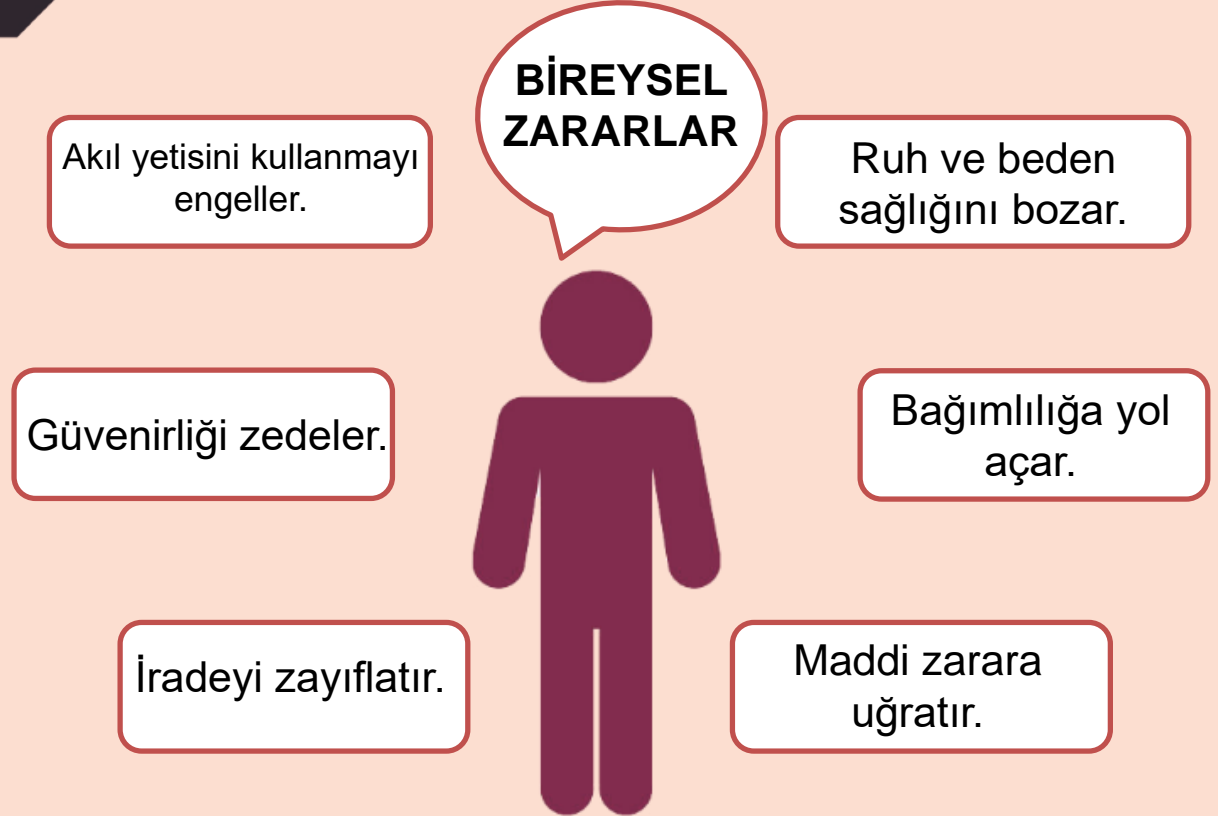 BİREYSEL
ZARARLAR
Akıl yetisini kullanmayı
engeller.
Ruh ve beden
sağlığını bozar.
Güvenirliği zedeler.
Bağımlılığa yol
açar.
İradeyi zayıflatır.
Maddi zarara
uğratır.